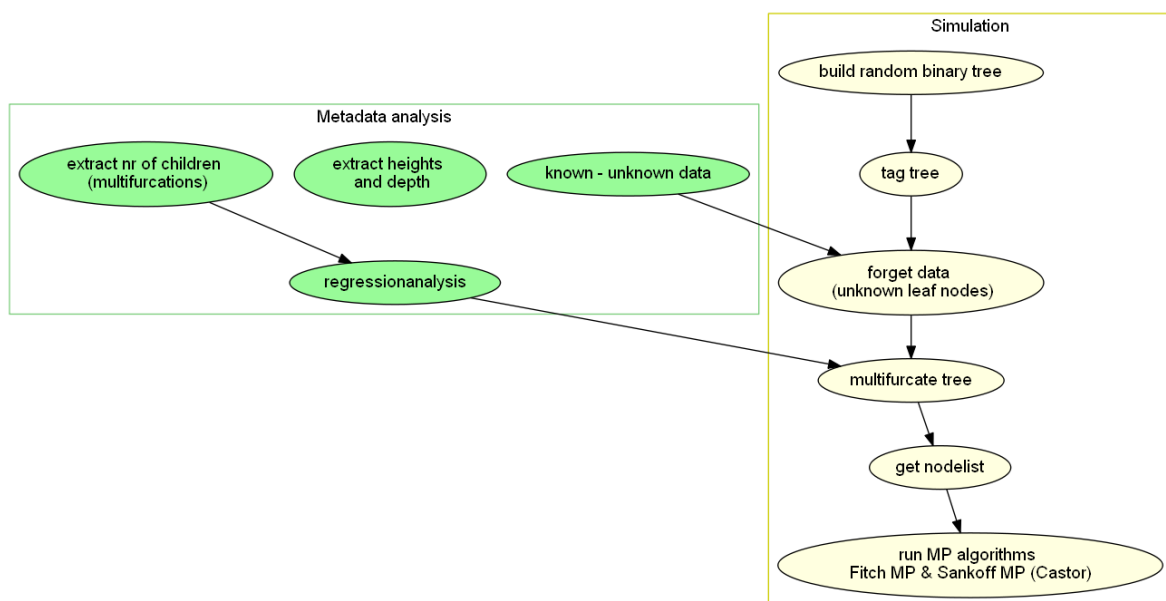 Simulation
build random binary tree
Metadata analysis
extract nr of children
(multifurcations)
extract heights
and depth
known - unknown data
tag tree
regressionanalysis
forget data
(unknown leaf nodes)
multifurcate tree
get nodelist
run MP algorithms
Fitch MP & Sankoff MP (Castor)